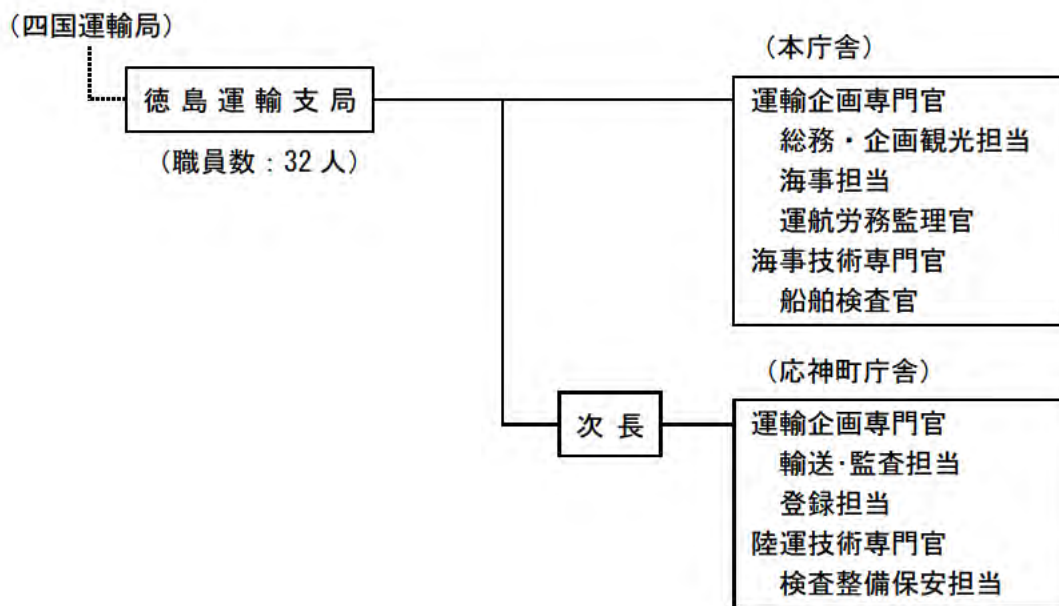 （四国運輸局）
徳島運輸支局
（職員数：32人）
（本庁舎）
運輸企画専門官
総務・企画観光担当
海事担当
運航労務監理官
海事技術専門官
船舶検査官
次長
（応神町庁舎）
運輸企画専門官
輸送・監査担当
登録担当
陸運技術専門官
検査整備保安担当